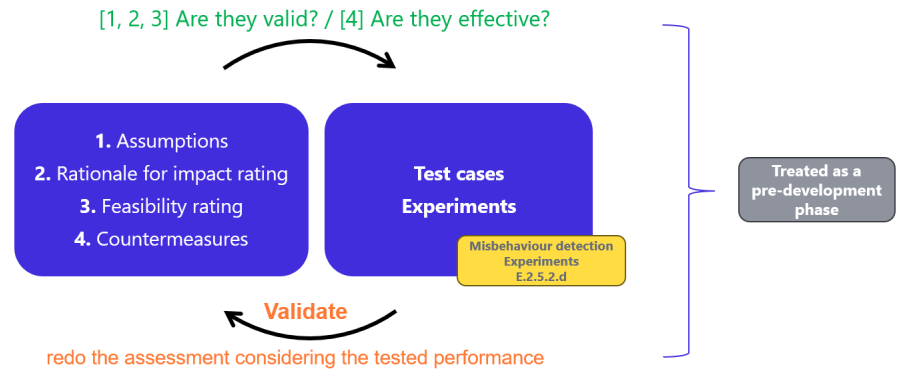 [1, 2, 3] Are they valid? / [4] Are they effective?
1. Assumptions
2. Rationale for impact rating
3. Feasibility rating
4. Countermeasures
Test cases
Experiments
Misbehaviour detection
Experiments
E.2.5.2.d
Treated as a
pre-development
phase
Validate
redo the assessment considering the tested performance